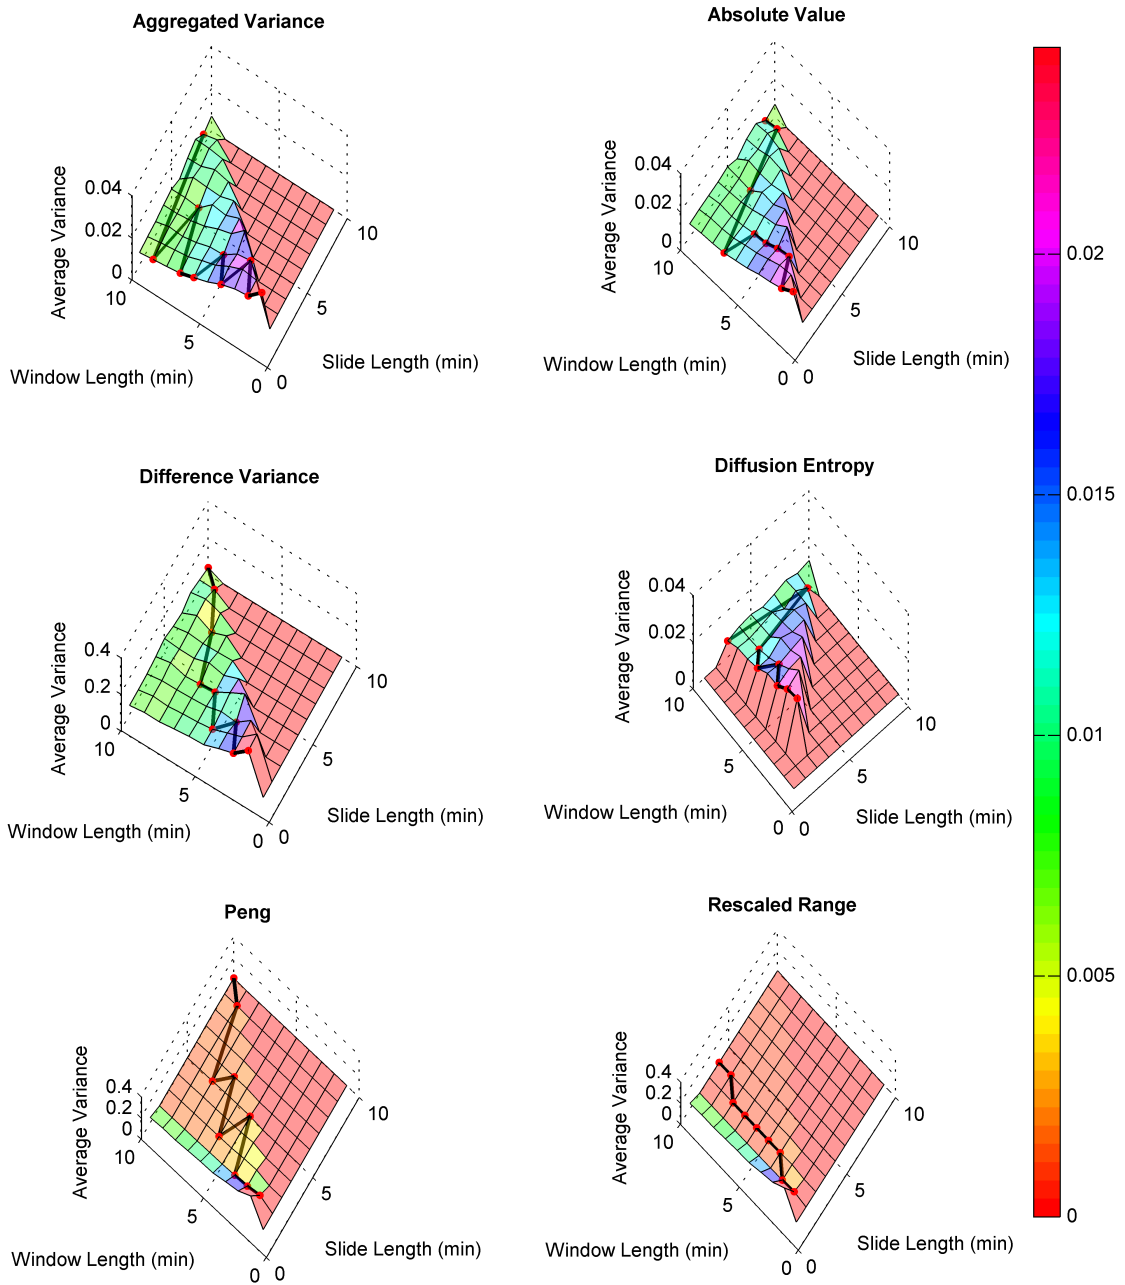 Aggregated Variance
Absolute Value
Average Variance
0.04
0.02
0
10
5
0
0
5
10
Window Length (min)
Slide Length (min)
Average Variance
0.04
0.02
0
10
5
0
0
5
10
Window Length (min)
Slide Length (min)
Difference Variance
Diffusion Entropy
Average Variance
0.4
0.2
0
10
5
0
0
5
10
Window Length (min)
Slide Length (min)
Average Variance
0.04
0.02
0
10
5
0
0
5
10
Window Length (min)
Slide Length (min)
Peng
Rescaled Range
Average Variance
0.4
0.2
0
10
5
0
0
5
10
Window Length (min)
Slide Length (min)
Average Variance
0.4
0.2
0
10
5
0
0
5
10
Window Length (min)
Slide Length (min)
0.02
0.015
0.01
0.005
0